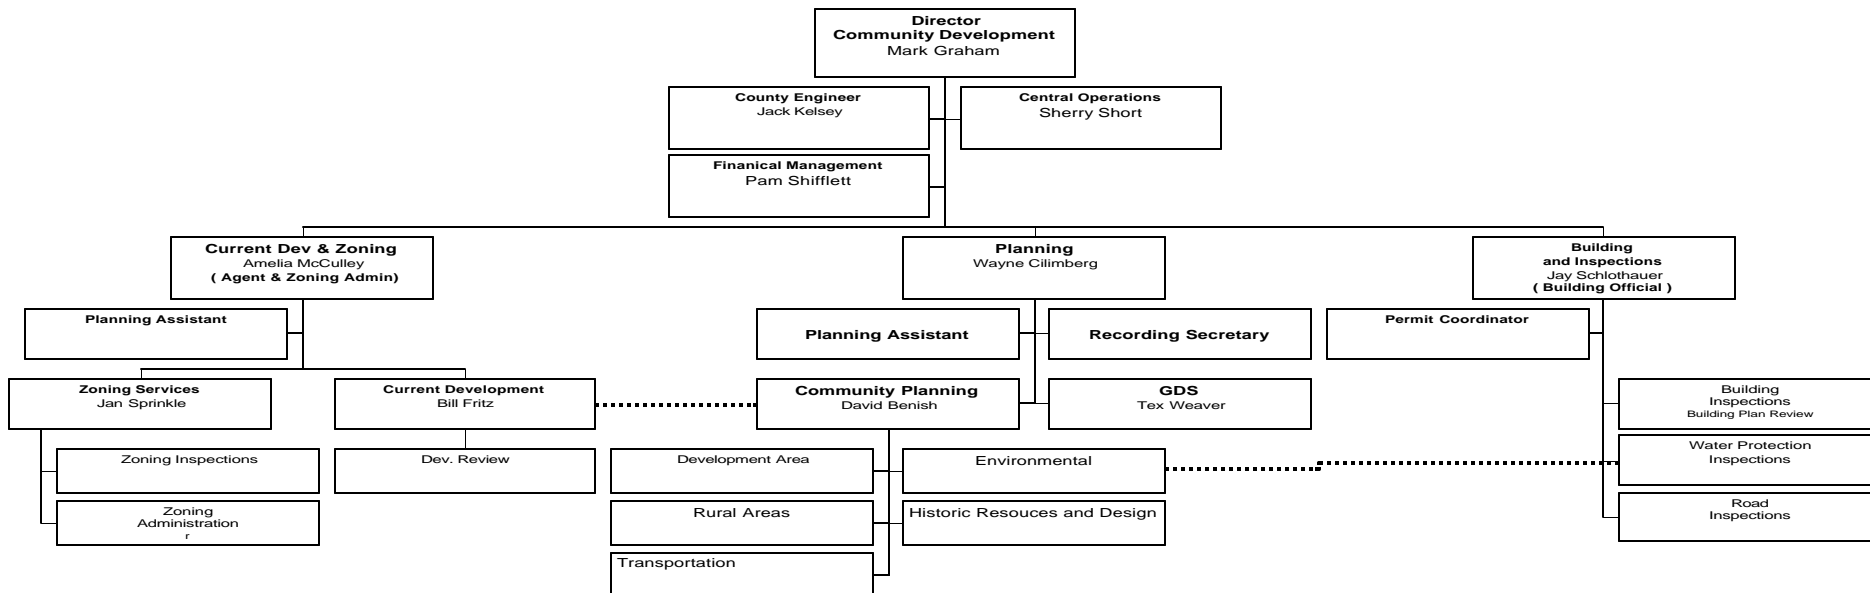 Director
Community Development
Mark Graham
County Engineer
Jack Kelsey
Central Operations
Sherry Short
Finanical Management
Pam Shifflett
Current Dev & Zoning
Amelia McCulley
( Agent & Zoning Admin)
Planning
Wayne Cilimberg
Building
and Inspections
Jay Schlothauer
( Building Official )
Planning Assistant
Planning Assistant
Recording Secretary
Permit Coordinator
Zoning Services
Jan Sprinkle
Current Development
Bill Fritz
Community Planning
David Benish
GDS
Tex Weaver
Building
Inspections
Building Plan Review
Zoning Inspections
Dev. Review
Development Area
Environmental
Water Protection
Inspections
Zoning
Administration
r
Rural Areas
Historic Resouces and Design
Road
Inspections
Transportation